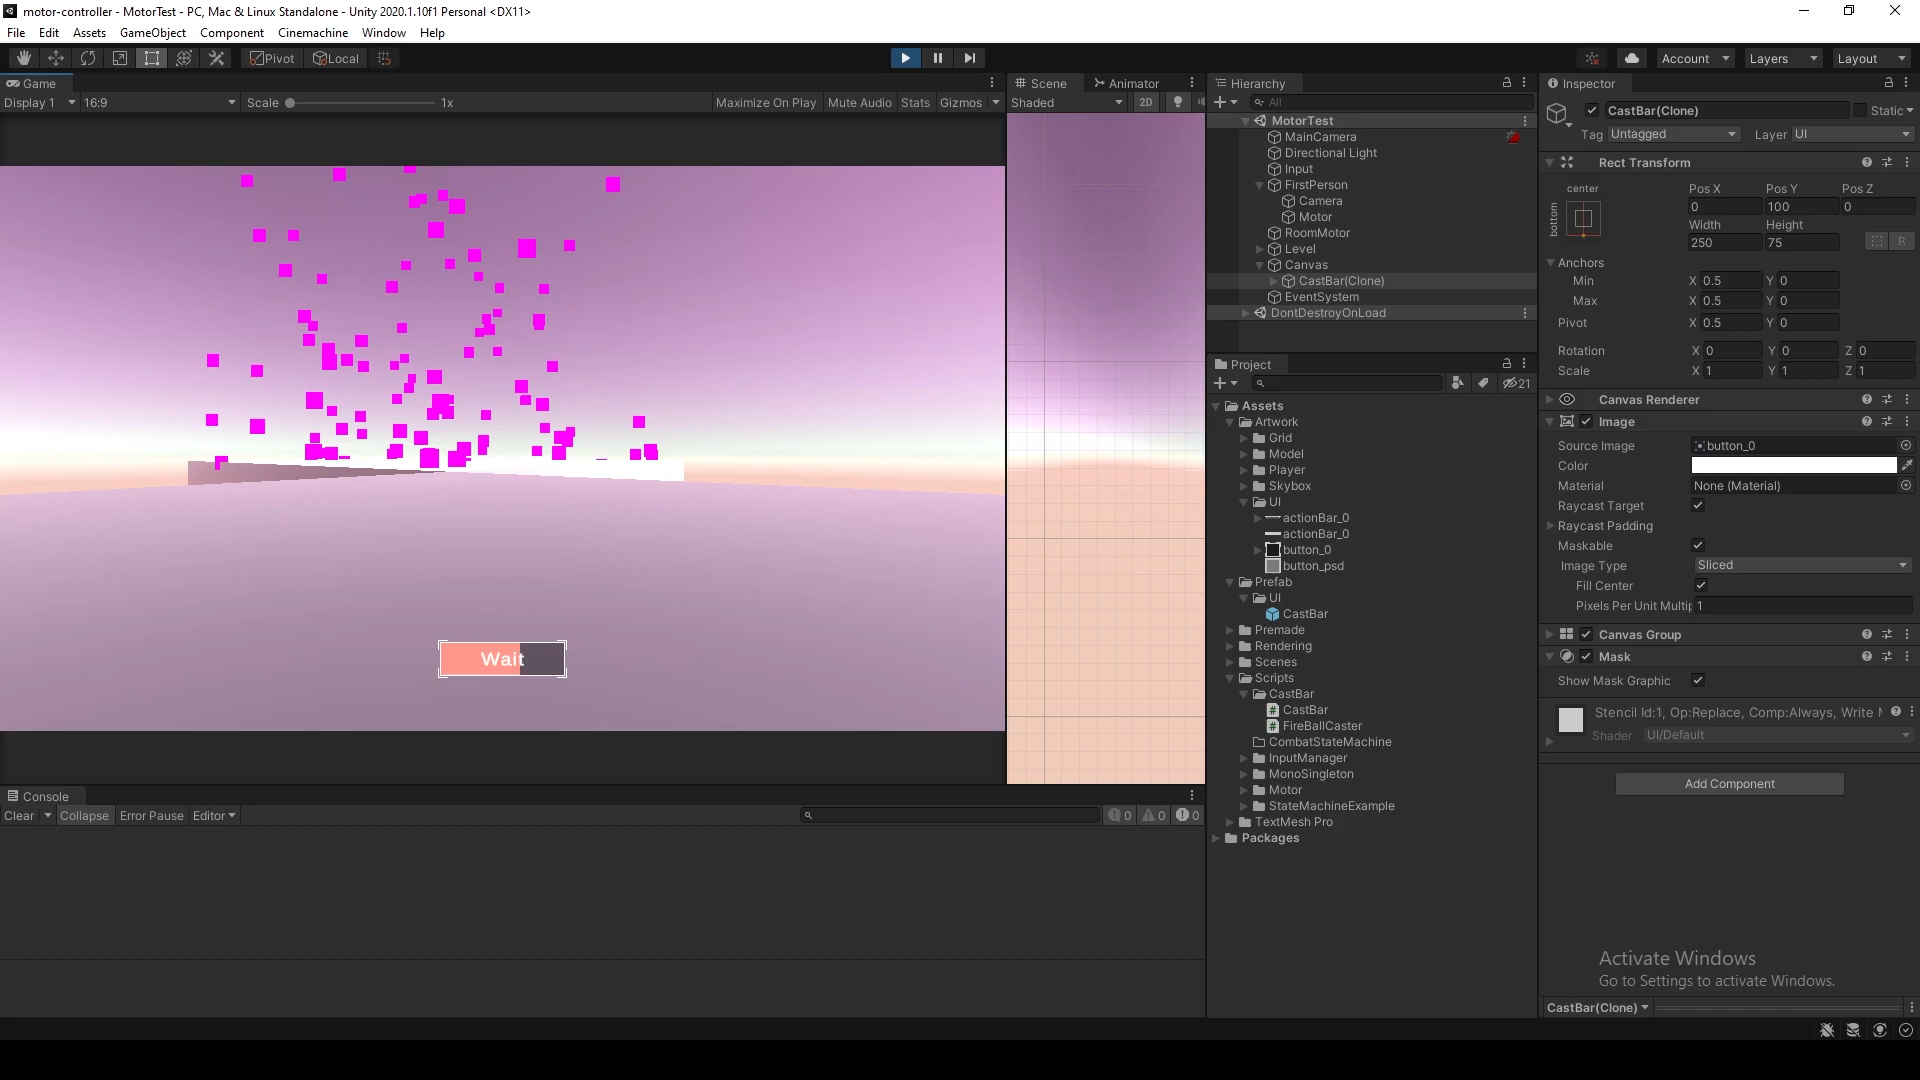 motor-controller - MotorTest - PC, Mac & Linux Standalone - Unity 2020.1.10f1 Personal <DX11>
File Edit Assets GameObject Component Cinemachine Window Help
Pivot Local Account Layers Layout
Game
Display 1 16:9 Scale 1x Maximize On Play Mute Audio Stats Gizmos
Wait
Scene Animator
Shaded 2D
Hierarchy
All
MotorTest
MainCamera
Directional Light
Input
FirstPerson
Camera
Motor
RoomMotor
Level
Canvas
CastBar(Clone)
EventSystem
DontDestroyOnLoad
Project
21
Assets
Artwork
Grid
Model
Player
Skybox
UI
actionBar_0
actionBar_0
button_0
button_psd
Prefab
UI
CastBar
Premade
Rendering
Scenes
Scripts
CastBar
CastBar
FireBallCaster
CombatStateMachine
InputManager
MonoSingleton
Motor
StateMachineExample
TextMesh Pro
Packages
Inspector
CastBar(Clone) Static
Tag Untagged Layer UI
Rect Transform
center
bottom
Pos X Pos Y Pos Z
0 100 0
Width Height
250 75 R
Anchors
Min X 0.5 Y 0
Max X 0.5 Y 0
Pivot X 0.5 Y 0
Rotation X 0 Y 0 Z 0
Scale X 1 Y 1 Z 1
Canvas Renderer
Image
Source Image button_0
Color
Material None (Material)
Raycast Target
Raycast Padding
Maskable
Image Type Sliced
Fill Center
Pixels Per Unit Multip 1
Canvas Group
Mask
Show Mask Graphic
Stencil Id:1, Op:Replace, Comp:Always, Write
Shader UI/Default
Add Component
Activate Windows
Go to Settings to activate Windows.
CastBar(Clone)
Console
Clear Collapse Error Pause Editor 0 0 0